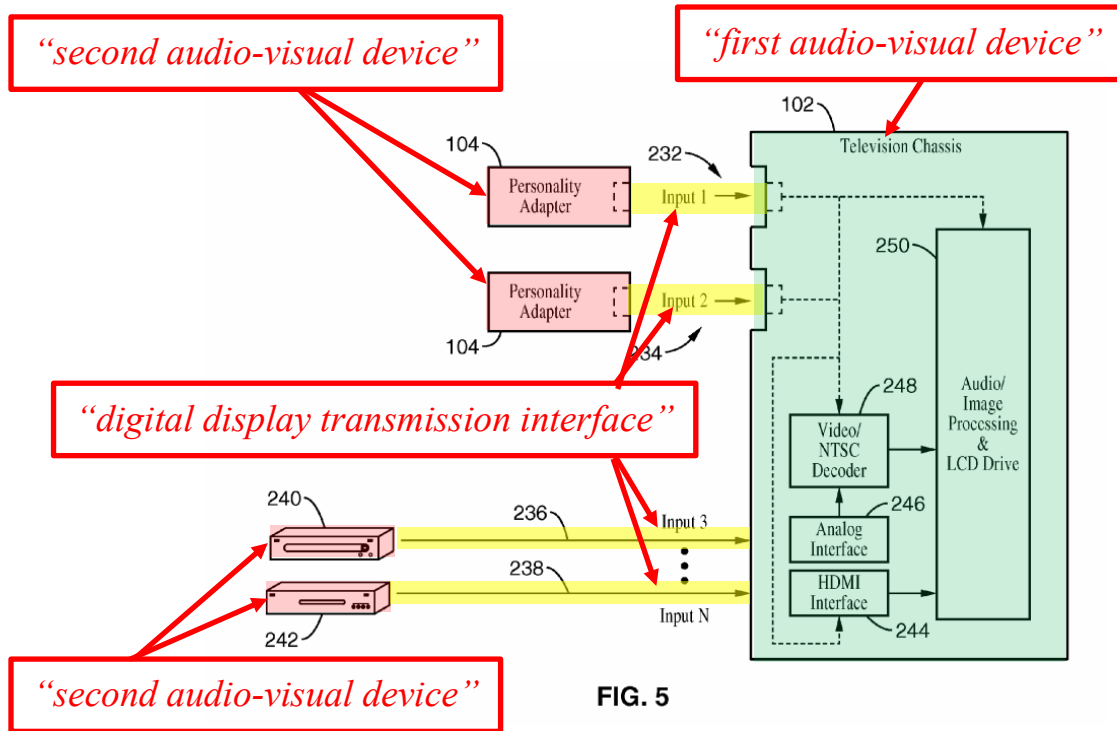 “second audio-visual device”
“first audio-visual device”
102
Television Chassis
104
232
Personality
Adapter
Input 1
250
Personality
Adapter
Input 2
104
234
“digital display transmission interface”
248
Video/
NTSC
Decoder
Audio/
Image
Processing
&
LCD Drive
240
236
Input 3
246
Analog
Interface
238
HDMI
Interface
242
Input N
244
“second audio-visual device”
FIG. 5